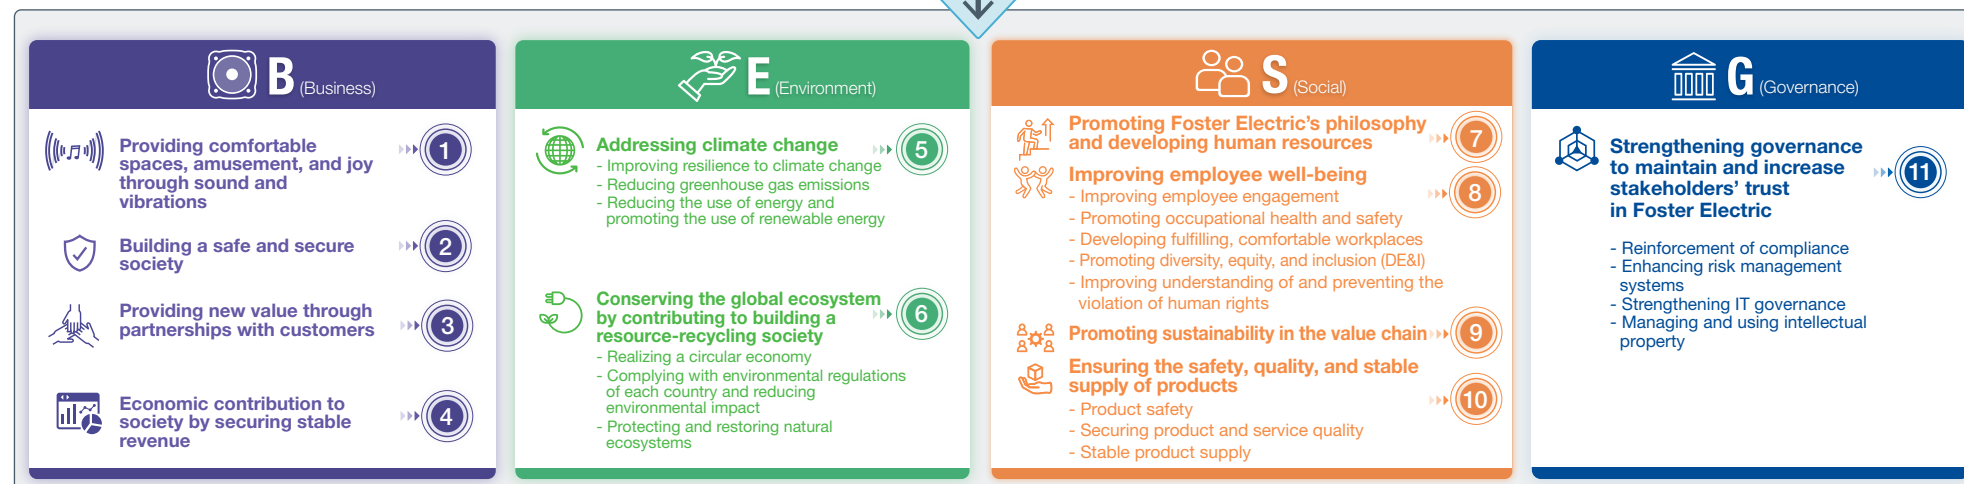 B (Business)
Providing comfortable
spaces, amusement, and joy
through sound and
vibrations
1
Building a safe and secure
society
2
Providing new value through
partnerships with customers
3
Economic contribution to
society by securing stable
revenue
4
E (Environment)
Addressing climate change
5
- Improving resilience to climate change
- Reducing greenhouse gas emissions
- Reducing the use of energy and
promoting the use of renewable energy
Conserving the global ecosystem
by contributing to building a
resource-recycling society
6
- Realizing a circular economy
- Complying with environmental regulations
of each country and reducing
environmental impact
- Protecting and restoring natural
ecosystems
S (Social)
Promoting Foster Electric's philosophy
and developing human resources
7
Improving employee well-being
8
- Improving employee engagement
- Promoting occupational health and safety
- Developing fulfilling, comfortable workplaces
- Promoting diversity, equity, and inclusion (DE&I)
- Improving understanding of and preventing the
violation of human rights
Promoting sustainability in the value chain
9
Ensuring the safety, quality, and stable
supply of products
10
- Product safety
- Securing product and service quality
- Stable product supply
G (Governance)
Strengthening governance
to maintain and increase
stakeholders' trust
in Foster Electric
11
- Reinforcement of compliance
- Enhancing risk management
systems
- Strengthening IT governance
- Managing and using intellectual
property